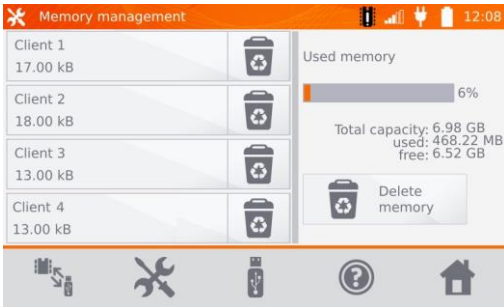 Memory management
12:08
Client 1
17.00 kB
Client 2
18.00 kB
Client 3
13.00 kB
Client 4
13.00 kB
Used memory
6%
Total capacity: 6.98 GB
used: 468.22 MB
free: 6.52 GB
Delete
memory